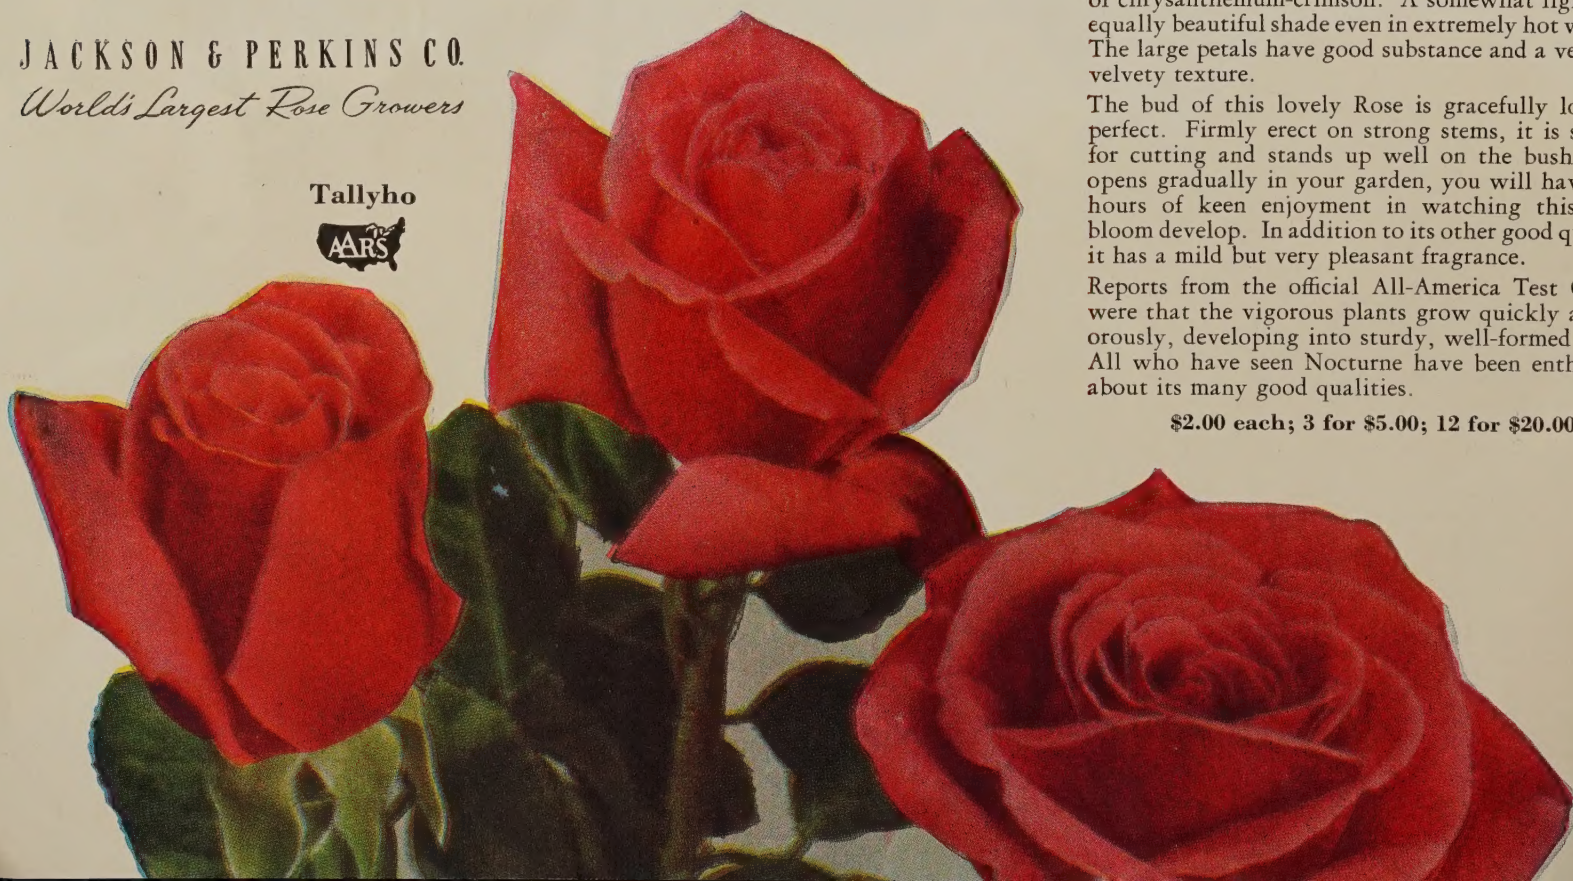 JACKSON & PERKINS CO.
World's Largest Rose Growers
Tallyho
AARS
of chrysanthemum-crimson. A somewhat
equally beautiful shade even in extremely hot
The large petals have good substance and a
velvety texture.
The bud of this lovely Rose is gracefully
perfect. Firmly erect on strong stems, it is
for cutting and stands up well on the bush
opens gradually in your garden, you will
hours of keen enjoyment in watching this
bloom develop. In addition to its other good
it has a mild but very pleasant fragrance.
Reports from the official All-America Test
were that the vigorous plants grow quickly
orously, developing into sturdy, well-formed
All who have seen Nocturne have been
about its many good qualities.
$2.00 each; 3 for $5.00; 12 for $20.00